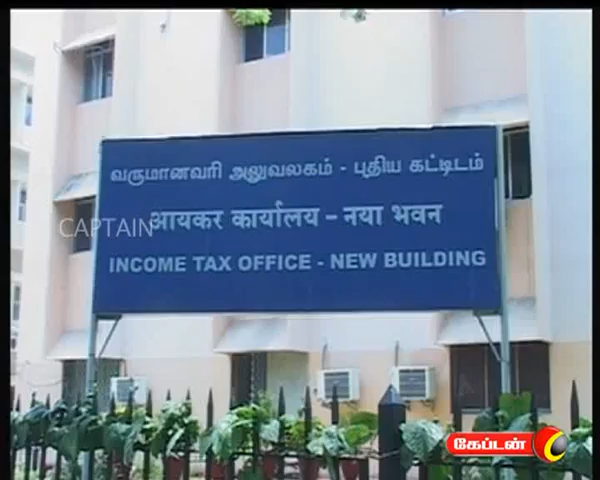 வருமானவரி அலுவலகம் - புதிய கட்டிடம்
आयकर कार्यालय - नया भवन
CAPTAIN
INCOME TAX OFFICE - NEW BUILDING
கேப்டன்